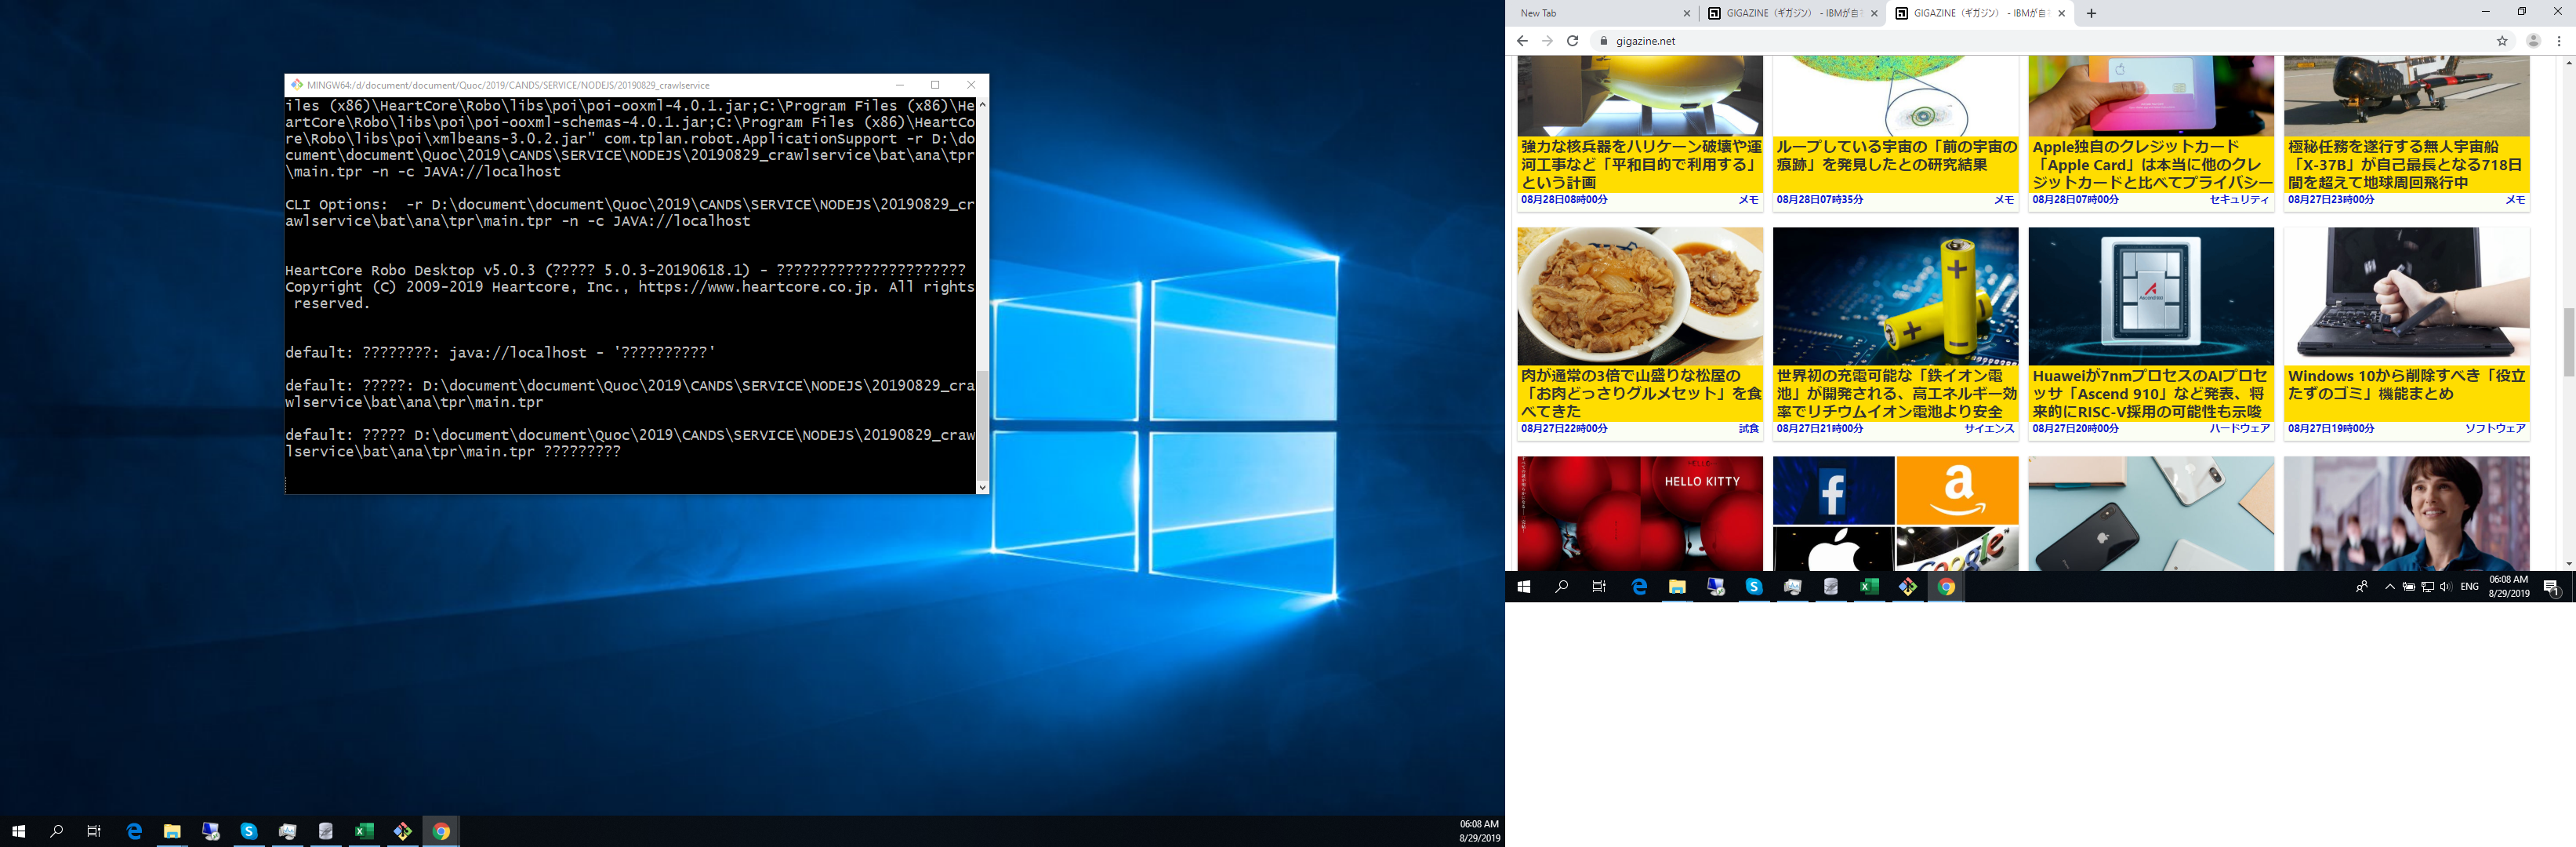 MINGW64:/d/document/document/Quoc/2019/CANDS/SERVICE/NODEJS/20190829_crawlservice
iles (x86)\HeartCore\Robo\libs\poi\poi-ooxml-4.0.1.jar;C:\Program Files (x86)\He
artCore\Robo\libs\poi\poi-ooxml-schemas-4.0.1.jar;C:\Program Files (x86)\HeartCo
re\Robo\libs\poi\xmlbeans-3.0.2.jar" com.tplan.robot.ApplicationSupport -r D:\do
cument\document\Quoc\2019\CANDS\SERVICE\NODEJS\20190829_crawlservice\bat\ana\tpr
\main.tpr -n -c JAVA://localhost
CLI Options:  -r D:\document\document\Quoc\2019\CANDS\SERVICE\NODEJS\20190829_cr
awlservice\bat\ana\tpr\main.tpr -n -c JAVA://localhost
HeartCore Robo Desktop v5.0.3 (????? 5.0.3-20190618.1) - ??????????????????????
Copyright (C) 2009-2019 Heartcore, Inc., https://www.heartcore.co.jp. All rights
 reserved.
default: ????????: java://localhost - '??????????'
default: ?????: D:\document\document\Quoc\2019\CANDS\SERVICE\NODEJS\20190829_cra
wlservice\bat\ana\tpr\main.tpr
default: ????? D:\document\document\Quoc\2019\CANDS\SERVICE\NODEJS\20190829_craw
lservice\bat\ana\tpr\main.tpr ?????????
06:08 AM
8/29/2019
New Tab
GIGAZINE（ギガジン） - IBMが自
GIGAZINE（ギガジン） - IBMが自
gigazine.net
強力な核兵器をハリケーン破壊や運
河工事など「平和目的で利用する」
という計画
08月28日08時00分 メモ
ループしている宇宙の「前の宇宙の
痕跡」を発見したとの研究結果
08月28日07時35分 メモ
Apple独自のクレジットカード
「Apple Card」は本当に他のクレ
ジットカードと比べてプライバシー
08月28日07時00分 セキュリティ
極秘任務を遂行する無人宇宙船
「X-37B」が自己最長となる718日
間を超えて地球周回飛行中
08月27日23時00分 メモ
肉が通常の3倍で山盛りな松屋の
「お肉どっさりグルメセット」を食
べてきた
08月27日22時00分 試食
世界初の充電可能な「鉄イオン電
池」が開発される、高エネルギー効
率でリチウムイオン電池より安全
08月27日21時00分 サイエンス
Huaweiが7nmプロセスのAIプロセ
ッサ「Ascend 910」など発表、将
来的にRISC-V採用の可能性も示唆
08月27日20時00分 ハードウェア
Windows 10から削除すべき「役立
たずのゴミ」機能まとめ
08月27日19時00分 ソフトウェア
HELLO KITTY
Google
ENG
06:08 AM
8/29/2019
1